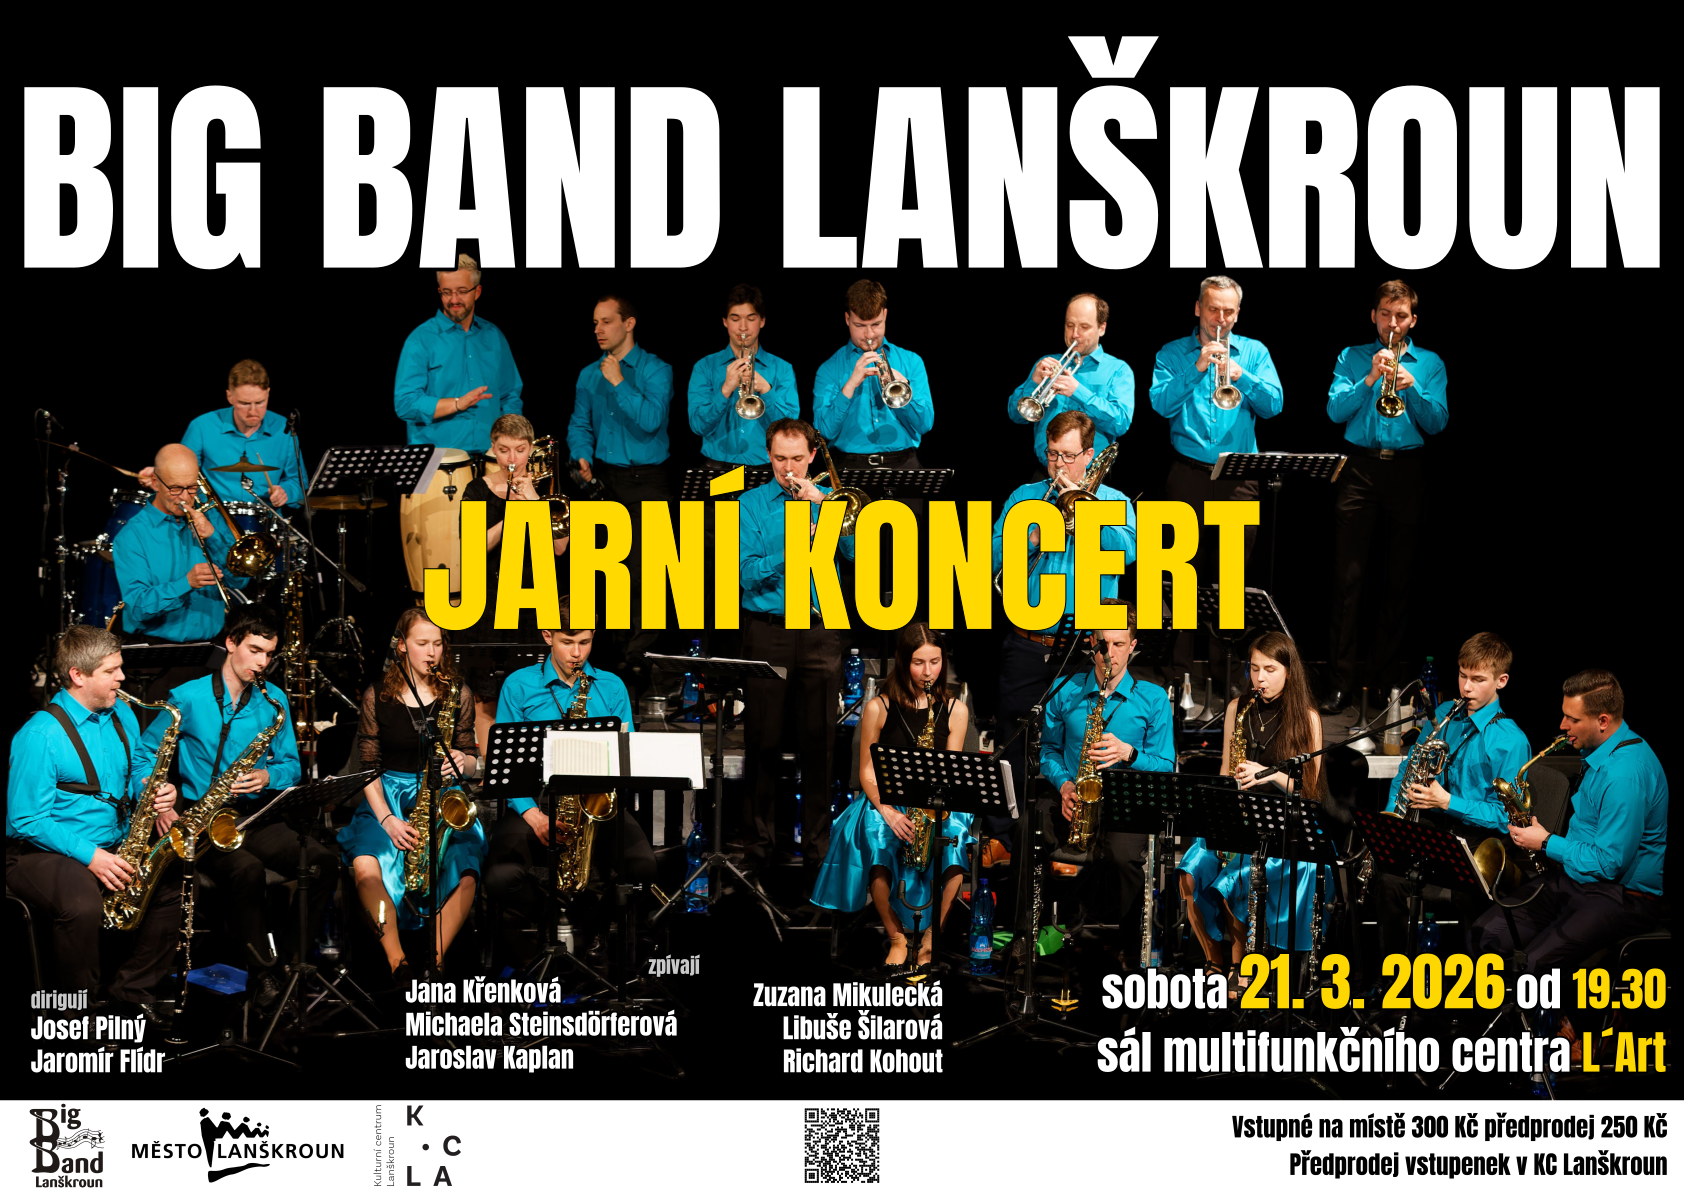 BIG BAND LANŠKROUN
JARNÍ KONCERT
dirigují
Josef Pilný
Jaromír Flídr
zpívají
Jana Křenková
Michaela Steinsdörferová
Jaroslav Kaplan
Zuzana Mikulecká
Libuše Šilarová
Richard Kohout
sobota 21. 3. 2026 od 19.30
sál multifunkčního centra L´Art
Big
Band
Lanškroun
MĚSTO LANŠKROUN
Kulturní centrum
Lanškroun
K
· C
L A
Vstupné na místě 300 Kč předprodej 250 Kč
Předprodej vstupenek v KC Lanškroun